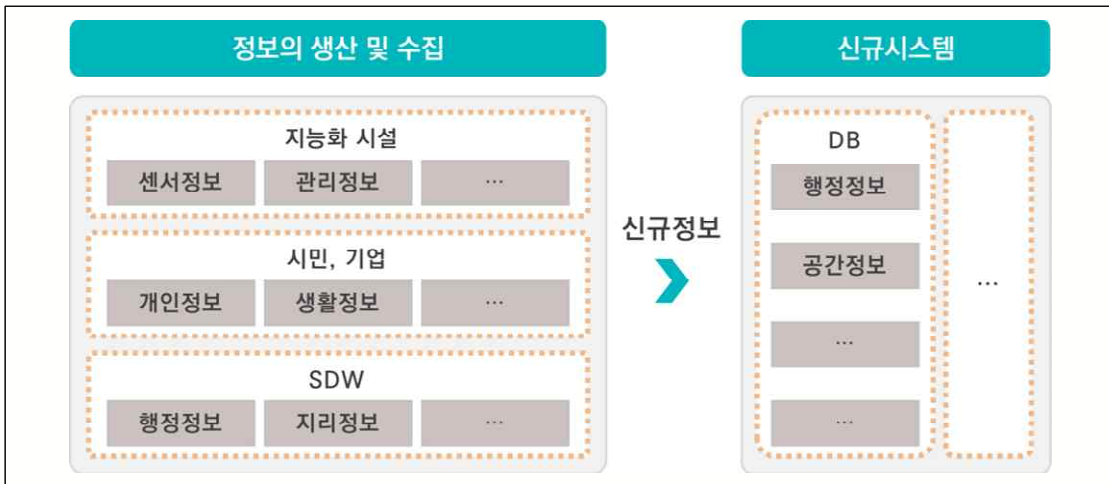 정보의 생산 및 수집
지능화 시설
센서정보 관리정보 …
시민, 기업
개인정보 생활정보 …
SDW
행정정보 지리정보 …
신규정보
신규시스템
DB
행정정보
공간정보
…
…
…